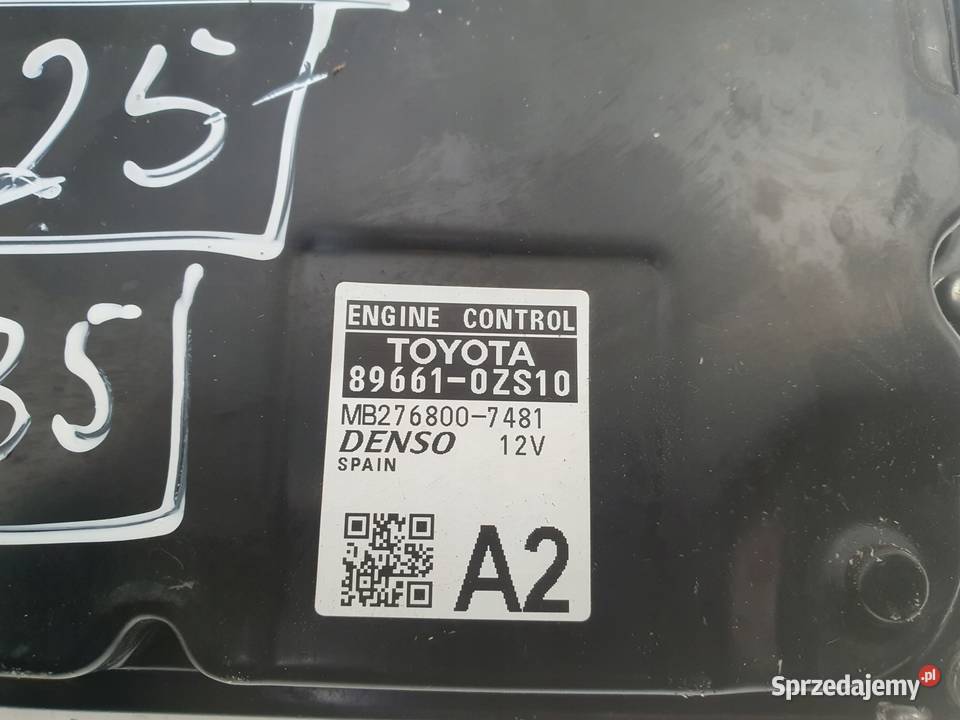 25
35
ENGINE CONTROL
TOYOTA
89661-0ZS10
MB276800-7481
DENSO 12V
SPAIN
A2
Sprzedajemy.pl